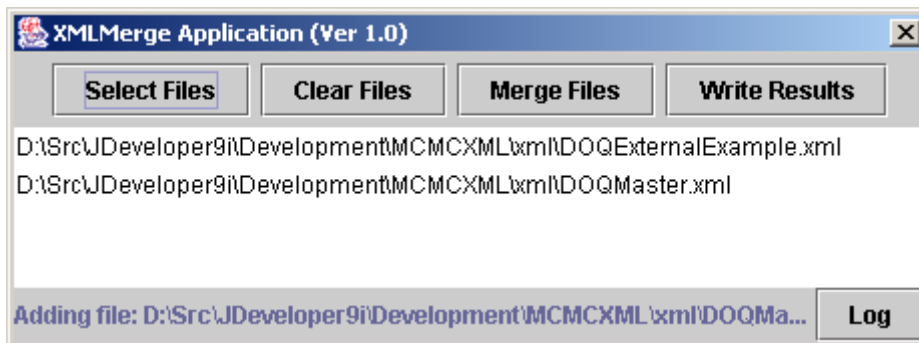 XMLMerge Application (Ver 1.0)
Select Files Clear Files Merge Files Write Results
D:\Src\JDeveloper9i\Development\MCMCXML\xml\DOQExternalExample.xml
D:\Src\JDeveloper9i\Development\MCMCXML\xml\DOQMaster.xml
Adding file: D:\Src\JDeveloper9i\Development\MCMCXML\xml\DOQMa... Log